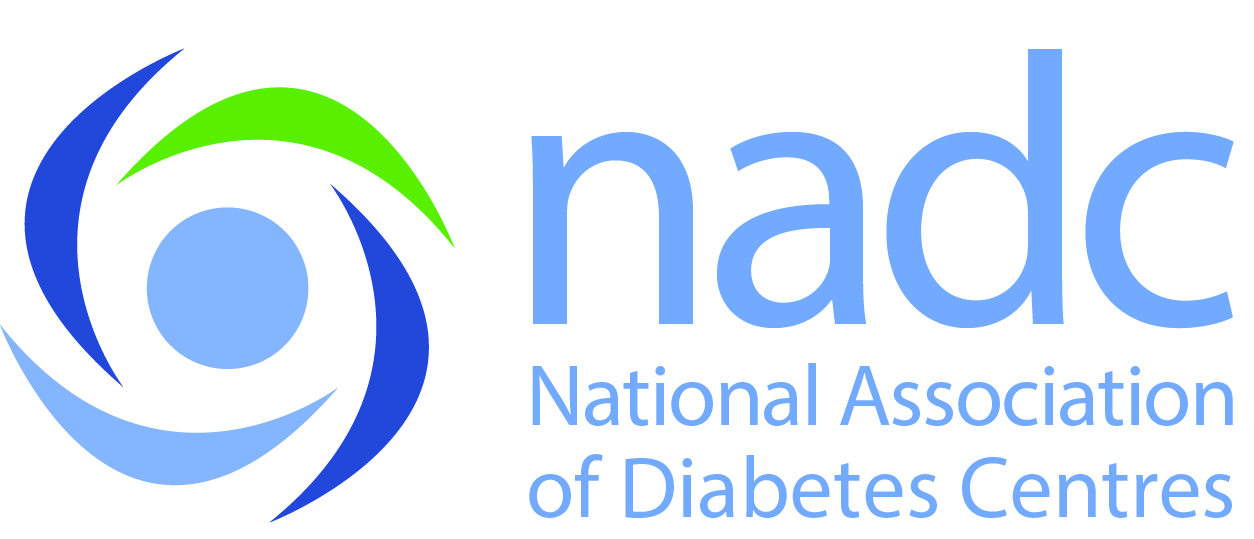 nadc
National Association
of Diabetes Centres